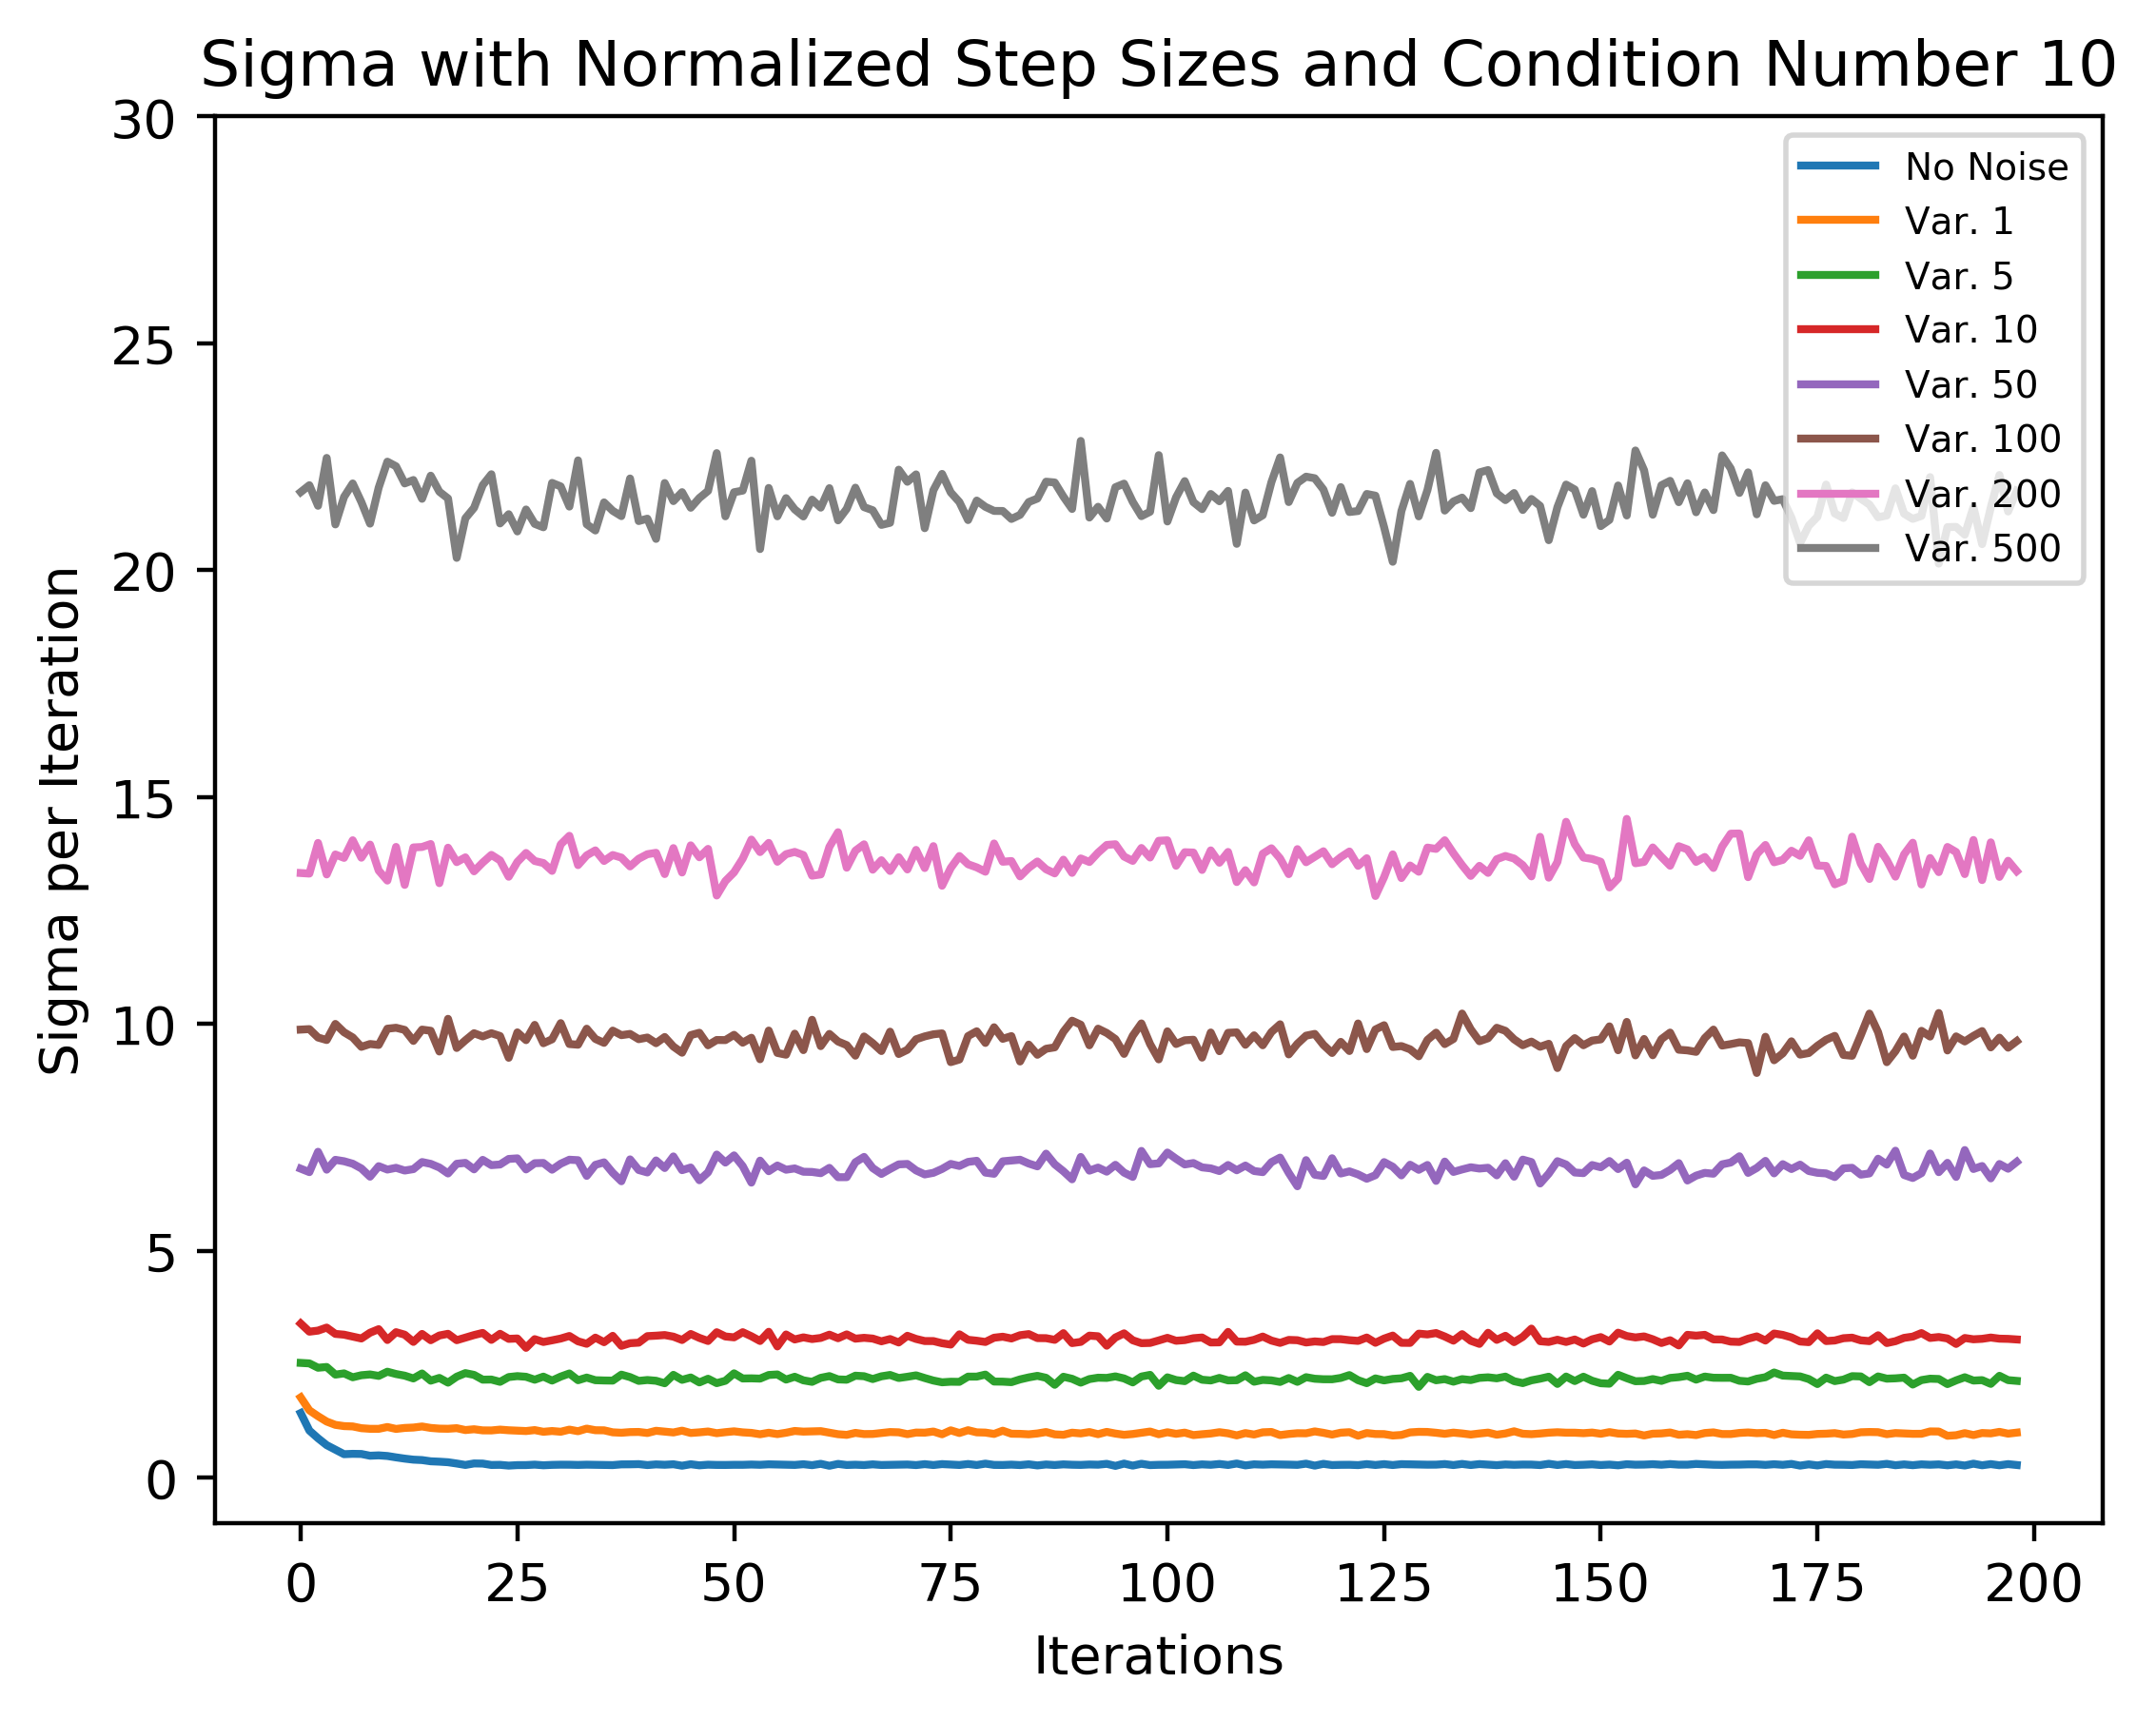 Sigma with Normalized Step Sizes and Condition Number 10
30
25
20
15
10
5
0
Sigma per Iteration
No Noise
Var. 1
Var. 5
Var. 10
Var. 50
Var. 100
Var. 200
Var. 500
0 25 50 75 100 125 150 175 200
Iterations